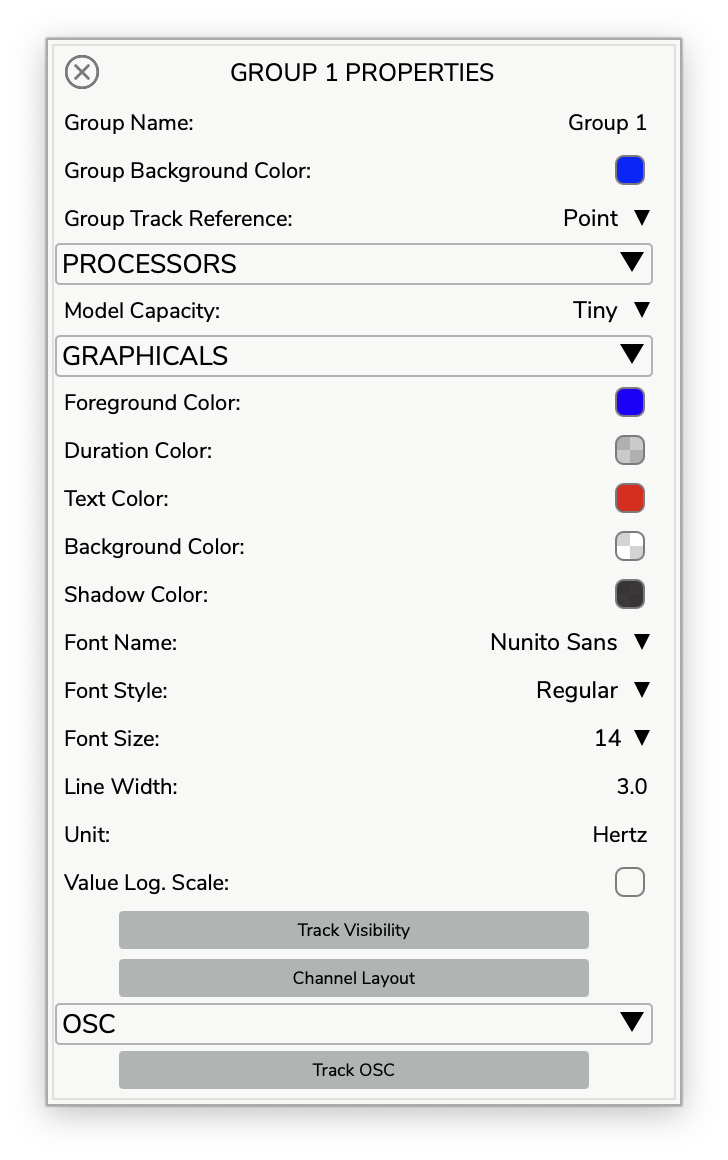 GROUP 1 PROPERTIES
Group Name: Group 1
Group Background Color:
Group Track Reference: Point
PROCESSORS
Model Capacity: Tiny
GRAPHICALS
Foreground Color:
Duration Color:
Text Color:
Background Color:
Shadow Color:
Font Name: Nunito Sans
Font Style: Regular
Font Size: 14
Line Width: 3.0
Unit: Hertz
Value Log. Scale:
Track Visibility
Channel Layout
OSC
Track OSC